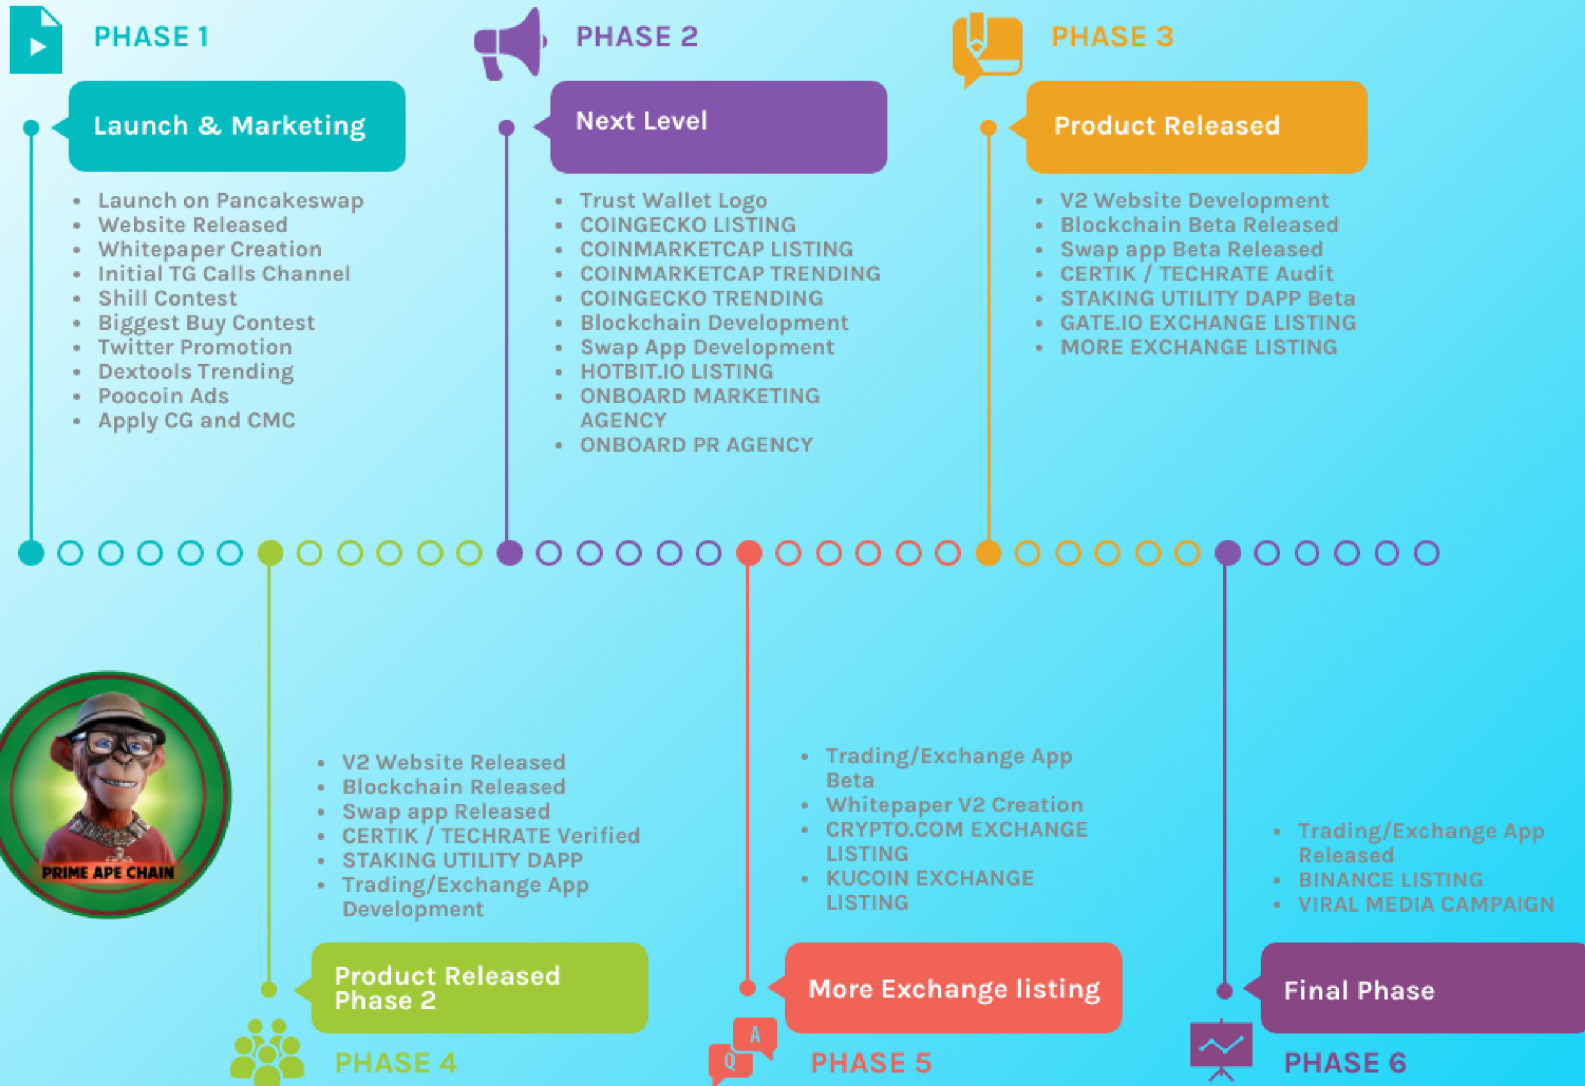 PHASE 1
Launch & Marketing
• Launch on Pancakeswap
• Website Released
• Whitepaper Creation
• Initial TG Calls Channel
• Shill Contest
• Biggest Buy Contest
• Twitter Promotion
• Dextools Trending
• Poocoin Ads
• Apply CG and CMC
PHASE 2
Next Level
• Trust Wallet Logo
• COINGECKO LISTING
• COINMARKETCAP LISTING
• COINMARKETCAP TRENDING
• COINGECKO TRENDING
• Blockchain Development
• Swap App Development
• HOTBIT.IO LISTING
• ONBOARD MARKETING
AGENCY
• ONBOARD PR AGENCY
PHASE 3
Product Released
• V2 Website Development
• Blockchain Beta Released
• Swap app Beta Released
• CERTIK / TECHRATE Audit
• STAKING UTILITY DAPP Beta
• GATE.IO EXCHANGE LISTING
• MORE EXCHANGE LISTING
PRIME APE CHAIN
• V2 Website Released
• Blockchain Released
• Swap app Released
• CERTIK / TECHRATE Verified
• STAKING UTILITY DAPP
• Trading/Exchange App
Development
Product Released
Phase 2
PHASE 4
• Trading/Exchange App
Beta
• Whitepaper V2 Creation
• CRYPTO.COM EXCHANGE
LISTING
• KUCOIN EXCHANGE
LISTING
More Exchange listing
Q
A
PHASE 5
• Trading/Exchange App
Released
• BINANCE LISTING
• VIRAL MEDIA CAMPAIGN
Final Phase
PHASE 6